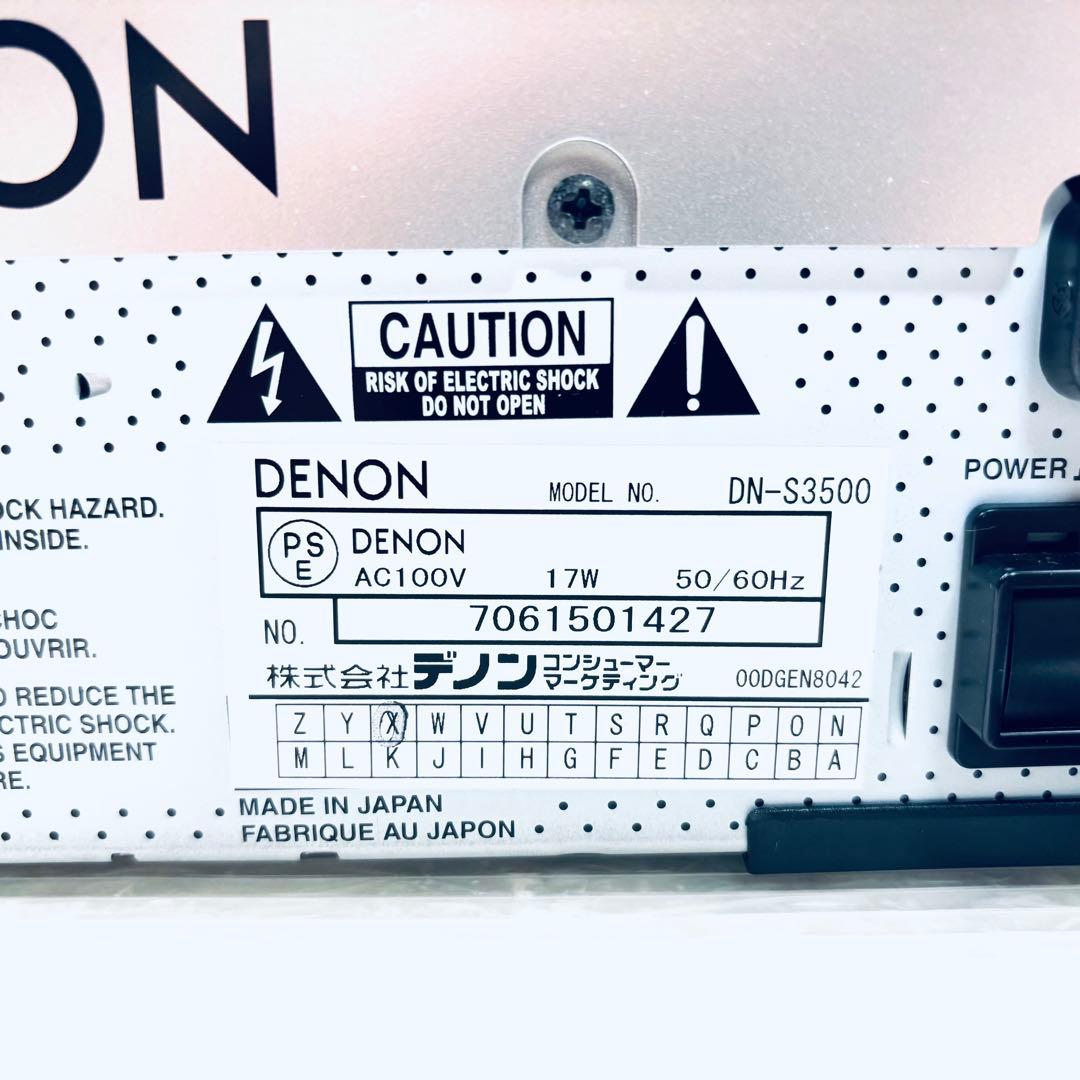 ON
CAUTION
RISK OF ELECTRIC SHOCK
DO NOT OPEN
DENON MODEL NO. DN-S3500
PS
E
DENON
AC100V 17W 50/60Hz
NO. 7061501427
株式会社デノン コンシューマー
マーケティング 00DGEN8042
Z Y X W V U T S R Q P O N
M L K J I H G F E D C B A
MADE IN JAPAN
FABRIQUE AU JAPON
OCK HAZARD.
INSIDE.
CHOC
OUVRIR.
O REDUCE THE
CTRIC SHOCK.
S EQUIPMENT
RE.
POWER